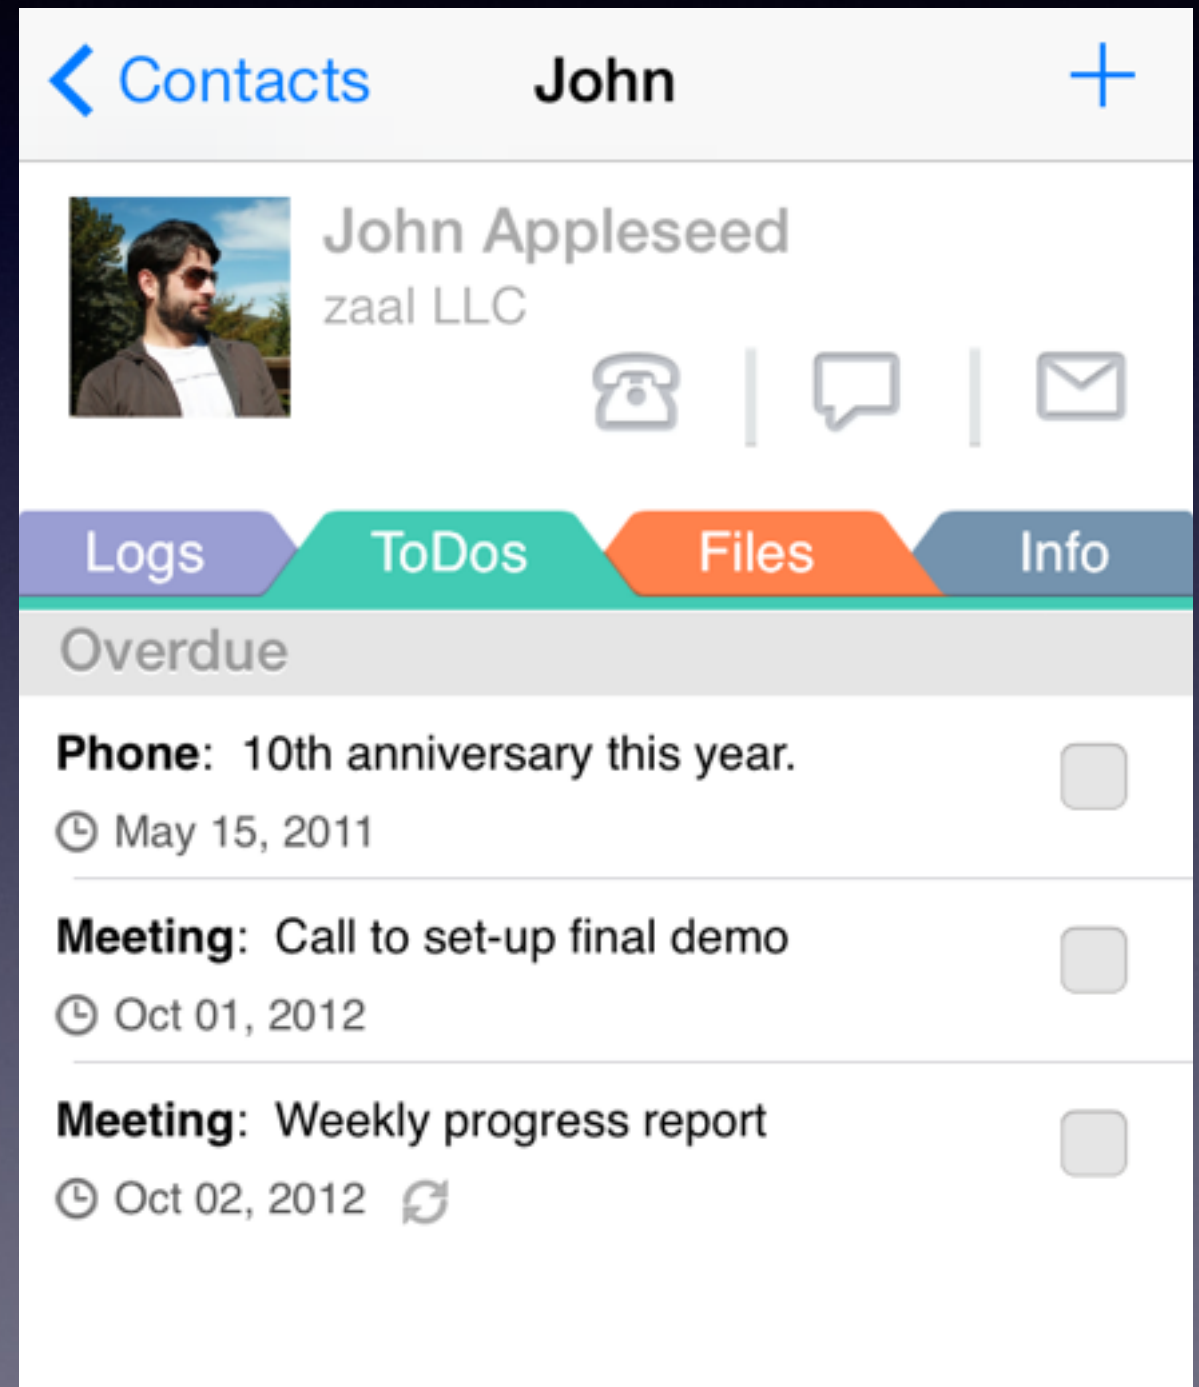 Contacts John
John Appleseed
zaal LLC
Logs ToDos Files Info
Overdue
Phone: 10th anniversary this year.
May 15, 2011
Meeting: Call to set-up final demo
Oct 01, 2012
Meeting: Weekly progress report
Oct 02, 2012